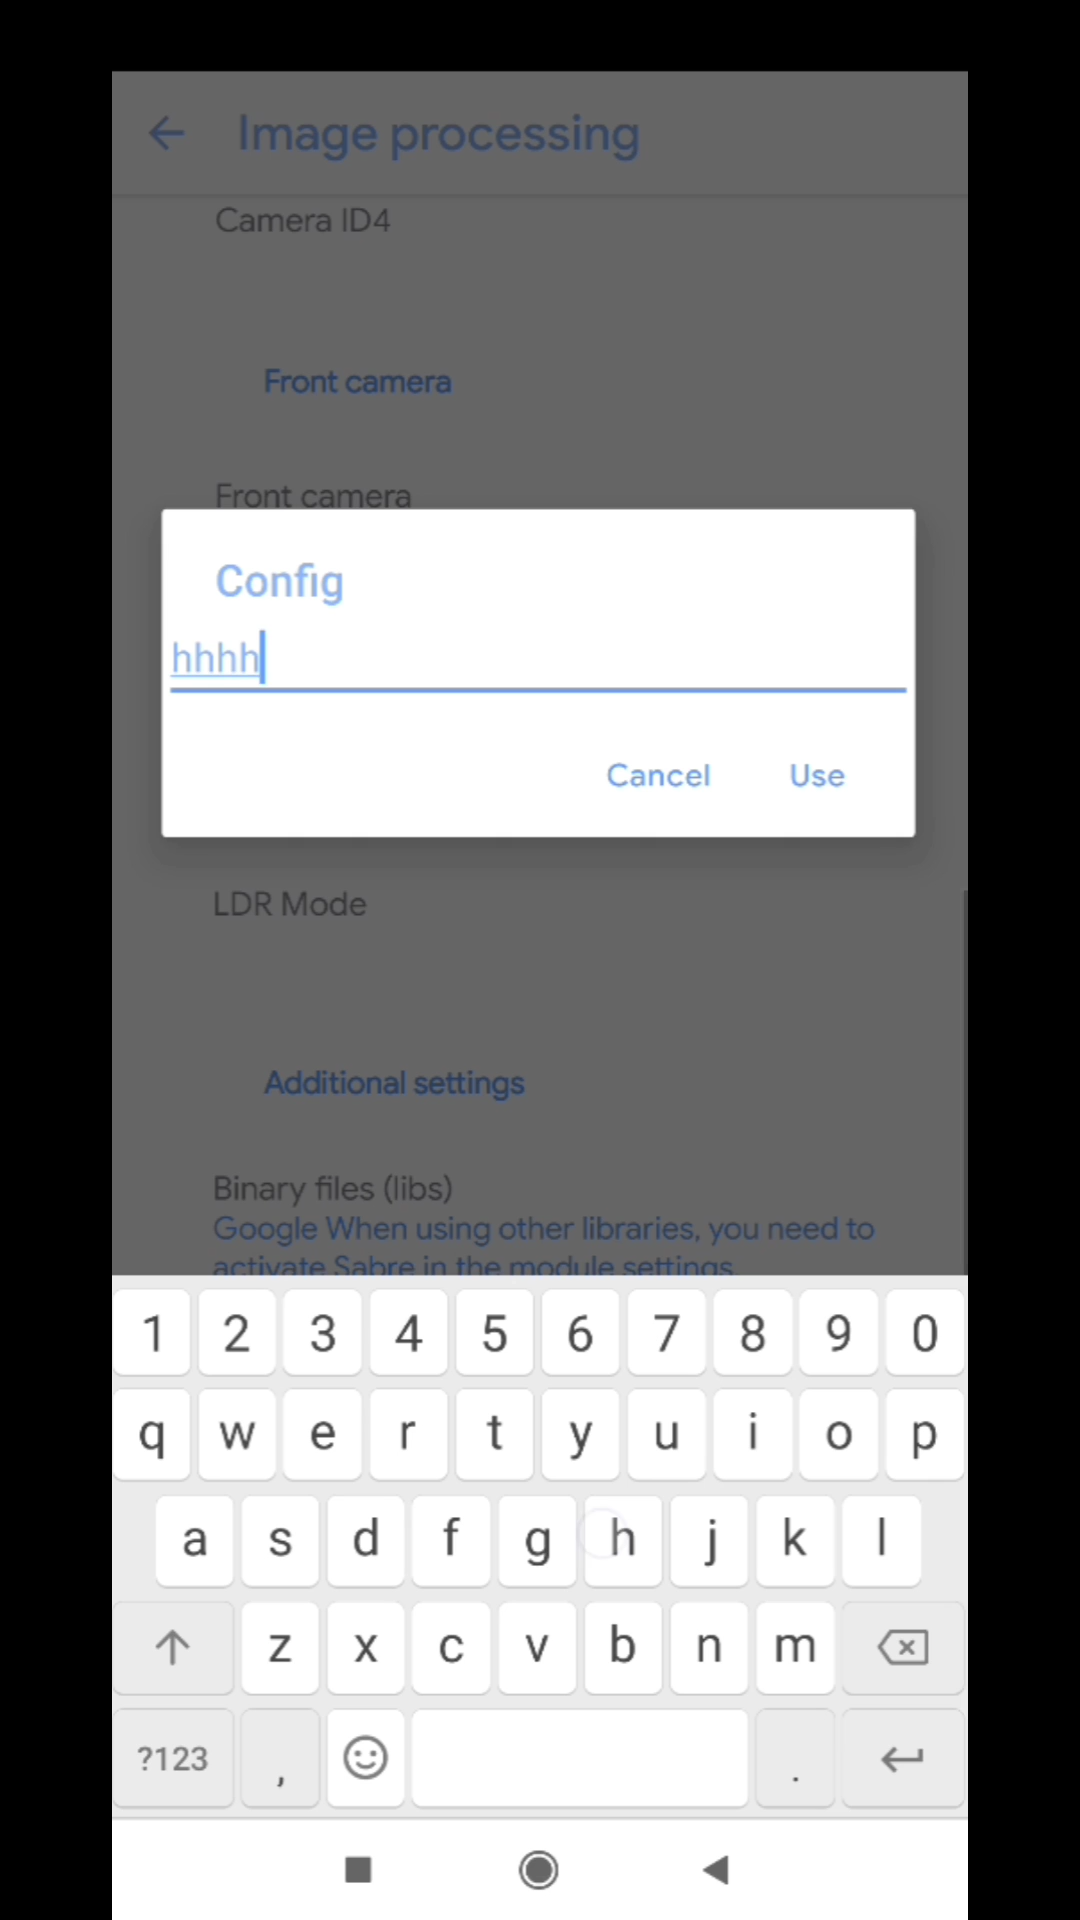 Image processing
Camera ID4
Front camera
Front camera
Config
hhhh
Cancel Use
LDR Mode
Additional settings
Binary files (libs)
Google When using other libraries, you need to
activate Sabre in the module settings.
1 2 3 4 5 6 7 8 9 0
q w e r t y u i o p
a s d f g h j k l
z x c v b n m
?123 , .